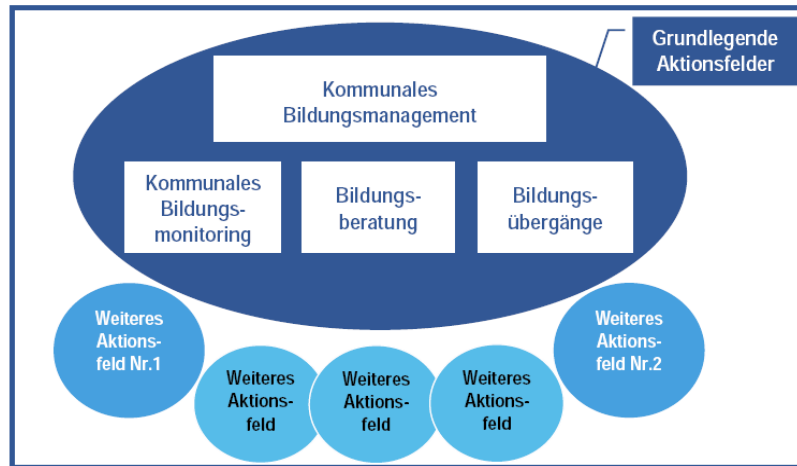 Grundlegende
Aktionsfelder
Kommunales
Bildungsmanagement
Kommunales
Bildungs-
monitoring
Bildungs-
beratung
Bildungs-
übergänge
Weiteres
Aktions-
feld Nr.1
Weiteres
Aktions-
feld
Weiteres
Aktions-
feld
Weiteres
Aktions-
feld
Weiteres
Aktions-
feld Nr.2